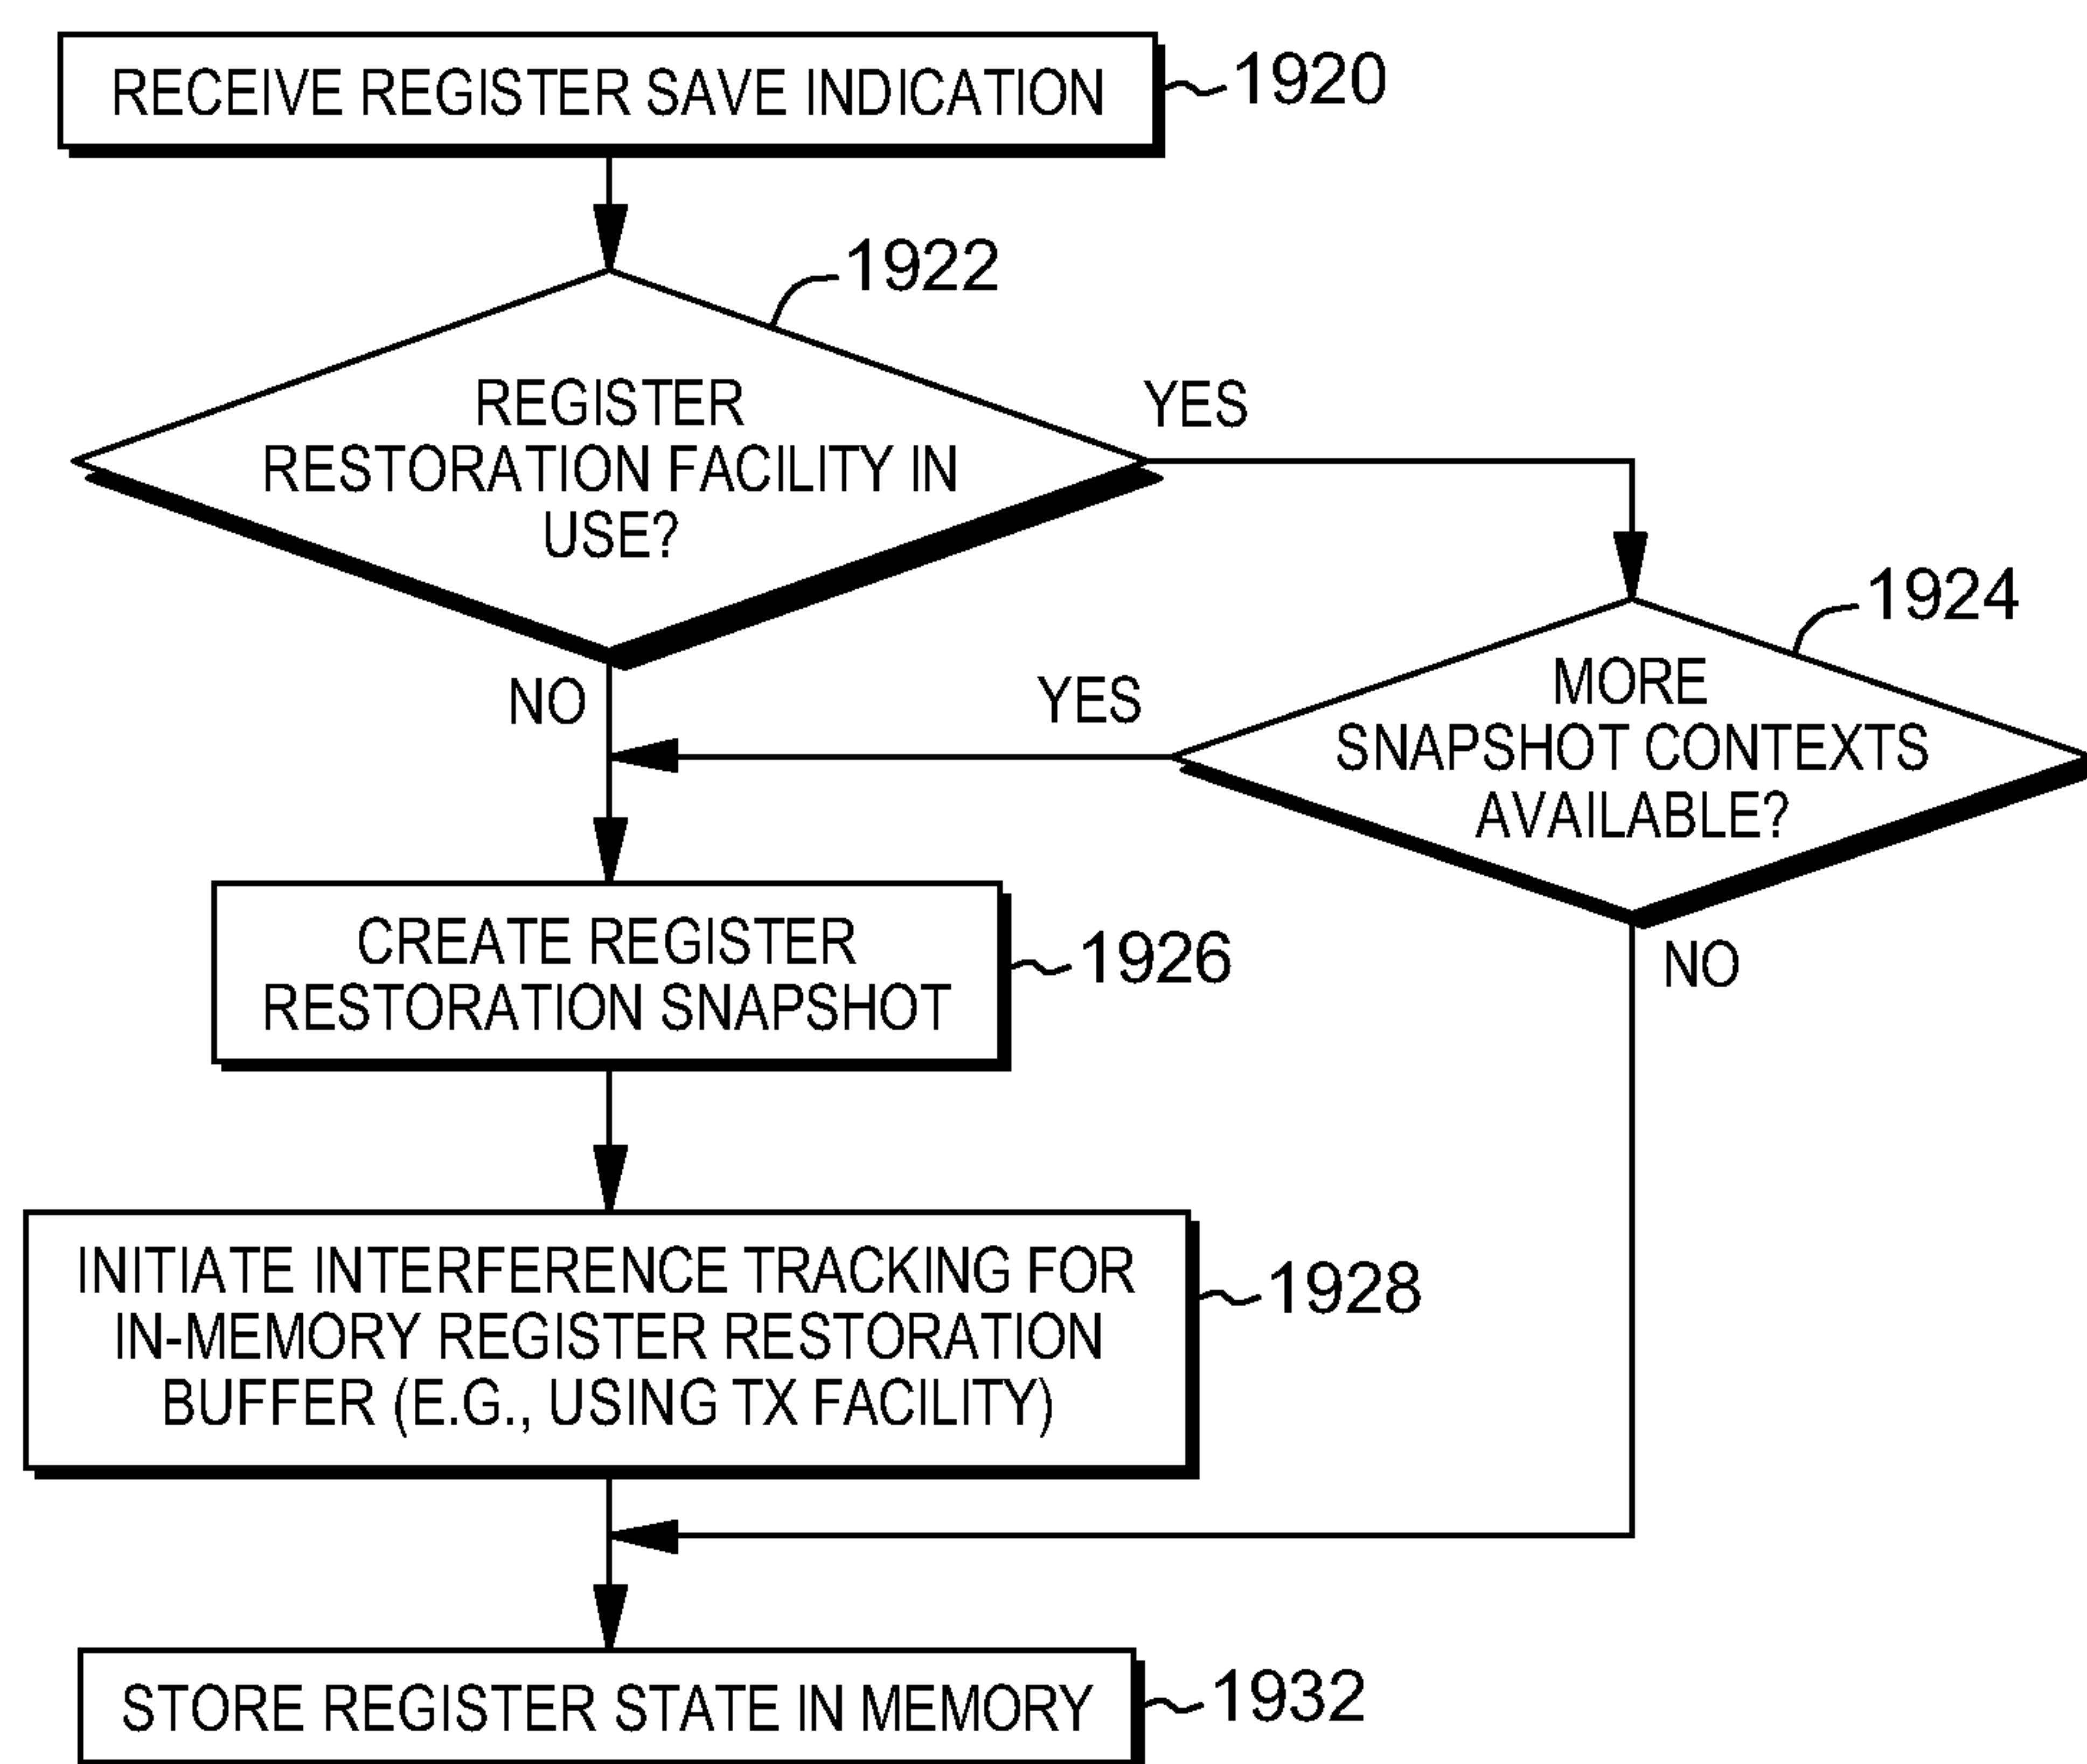 RECEIVE REGISTER SAVE INDICATION
1920
1922
REGISTER
RESTORATION FACILITY IN
USE?
YES
NO
1924
MORE
SNAPSHOT CONTEXTS
AVAILABLE?
YES
NO
CREATE REGISTER
RESTORATION SNAPSHOT
1926
INITIATE INTERFERENCE TRACKING FOR
IN-MEMORY REGISTER RESTORATION
BUFFER (E.G., USING TX FACILITY)
1928
STORE REGISTER STATE IN MEMORY
1932